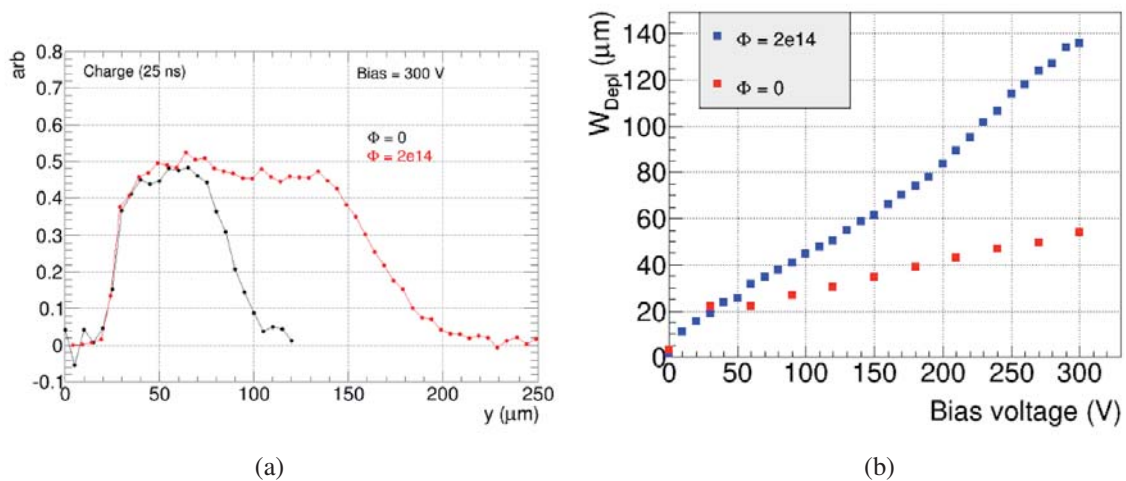 0.8
0.7
0.6
0.5
0.4
0.3
0.2
0.1
0
-0.1
arb
Charge (25 ns)
Bias = 300 V
Φ = 0
Φ = 2e14
0 50 100 150 200 250
y (μm)
(a)
140
120
100
80
60
40
20
0
W_Depl (μm)
Φ = 2e14
Φ = 0
0 50 100 150 200 250 300
Bias voltage (V)
(b)